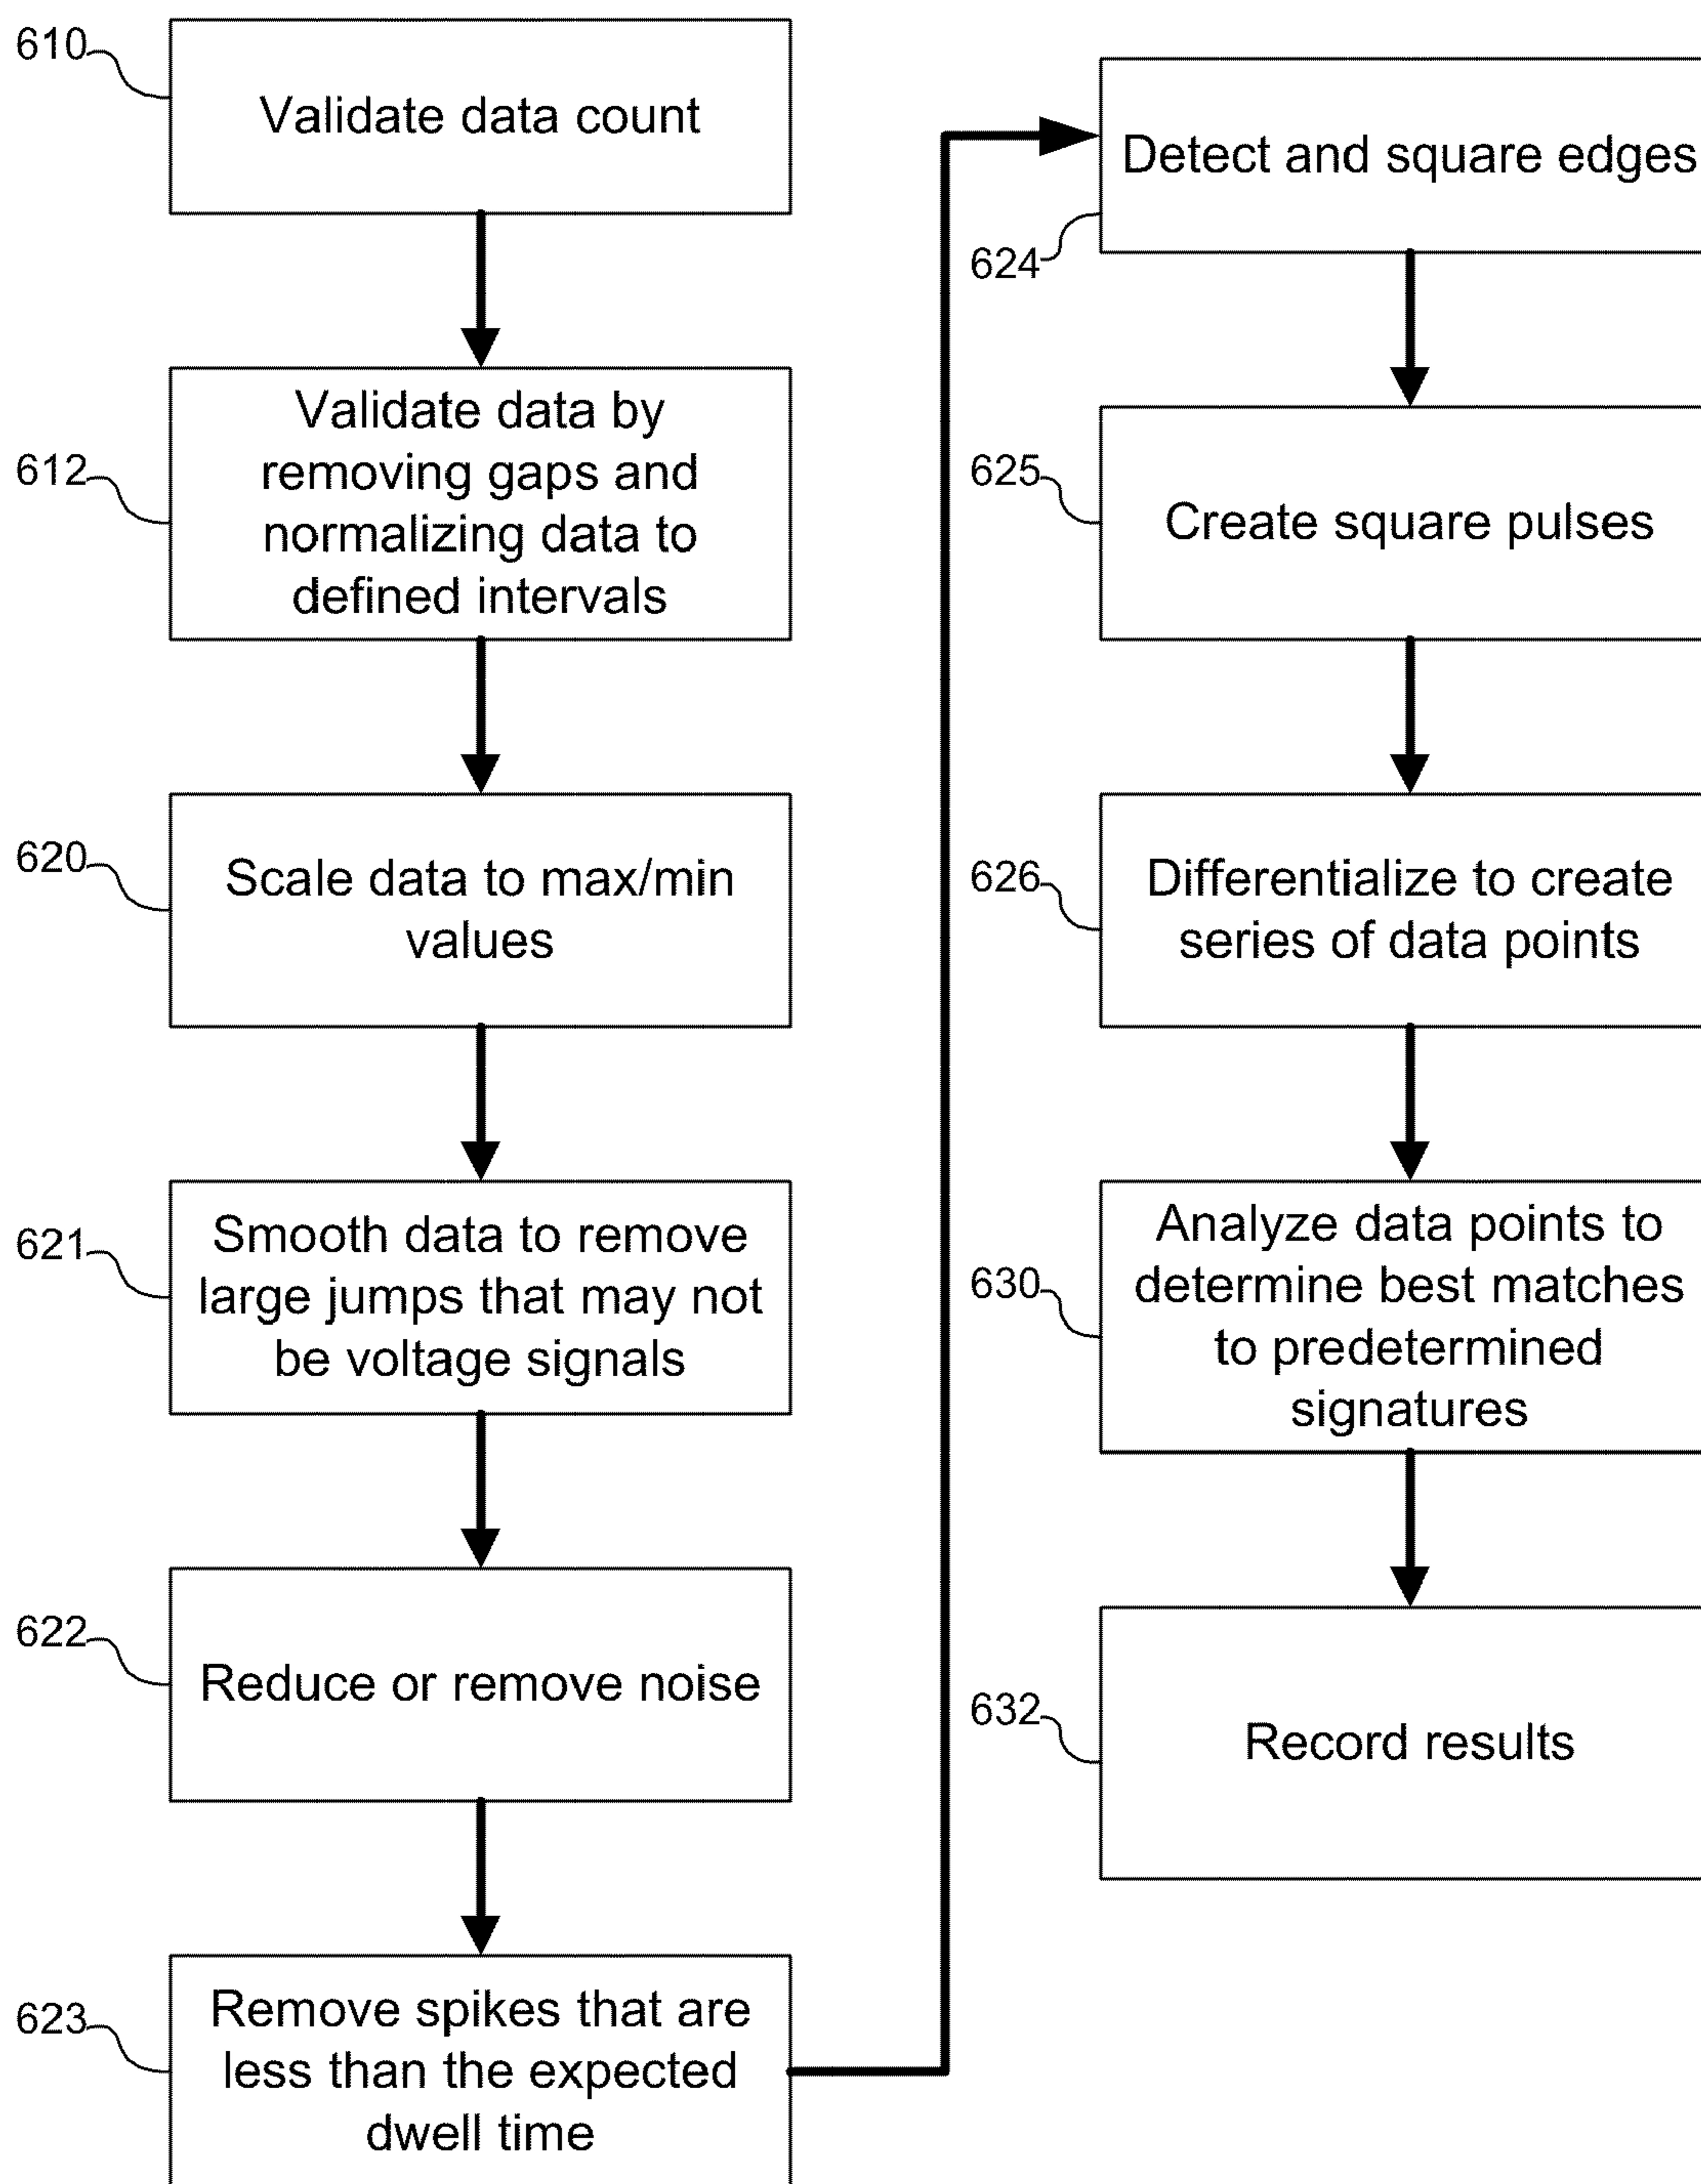 610
Validate data count
612
Validate data by
removing gaps and
normalizing data to
defined intervals
620
Scale data to max/min
values
621
Smooth data to remove
large jumps that may not
be voltage signals
622
Reduce or remove noise
623
Remove spikes that are
less than the expected
dwell time
Detect and square edges
624
625
Create square pulses
626
Differentialize to create
series of data points
630
Analyze data points to
determine best matches
to predetermined
signatures
632
Record results